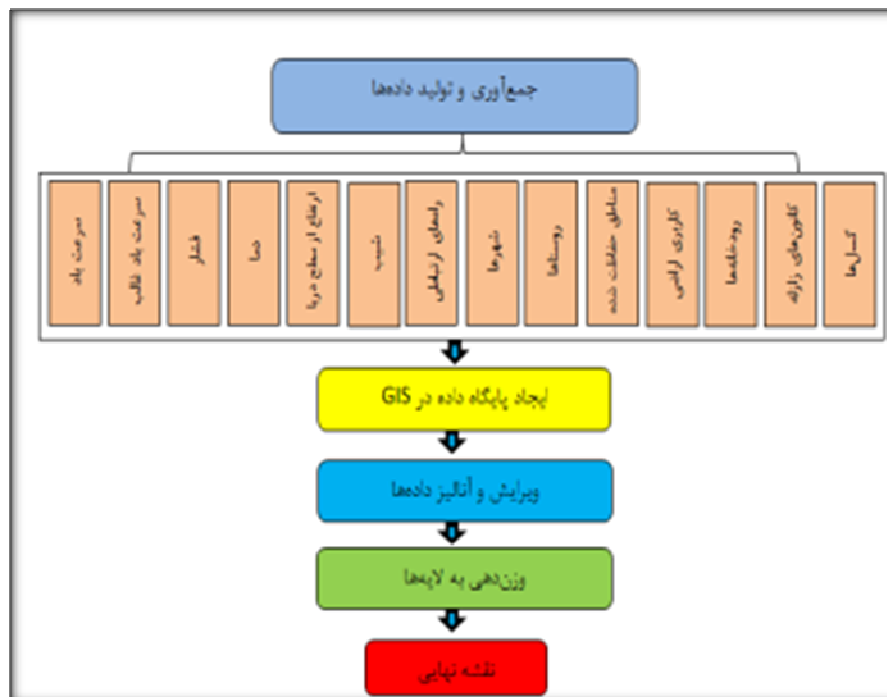 جمع‌آوری و تولید داده‌ها
گسل‌ها
کانون‌های زلزله
رودخانه‌ها
کاربری اراضی
مناطق حفاظت شده
روستاها
شهرها
راه‌های ارتباطی
شیب
ارتفاع از سطح دریا
دما
فشار
سرعت باد غالب
سرعت باد
ایجاد پایگاه داده در GIS
ویرایش و آنالیز داده‌ها
وزن‌دهی به لایه‌ها
نقشه نهایی